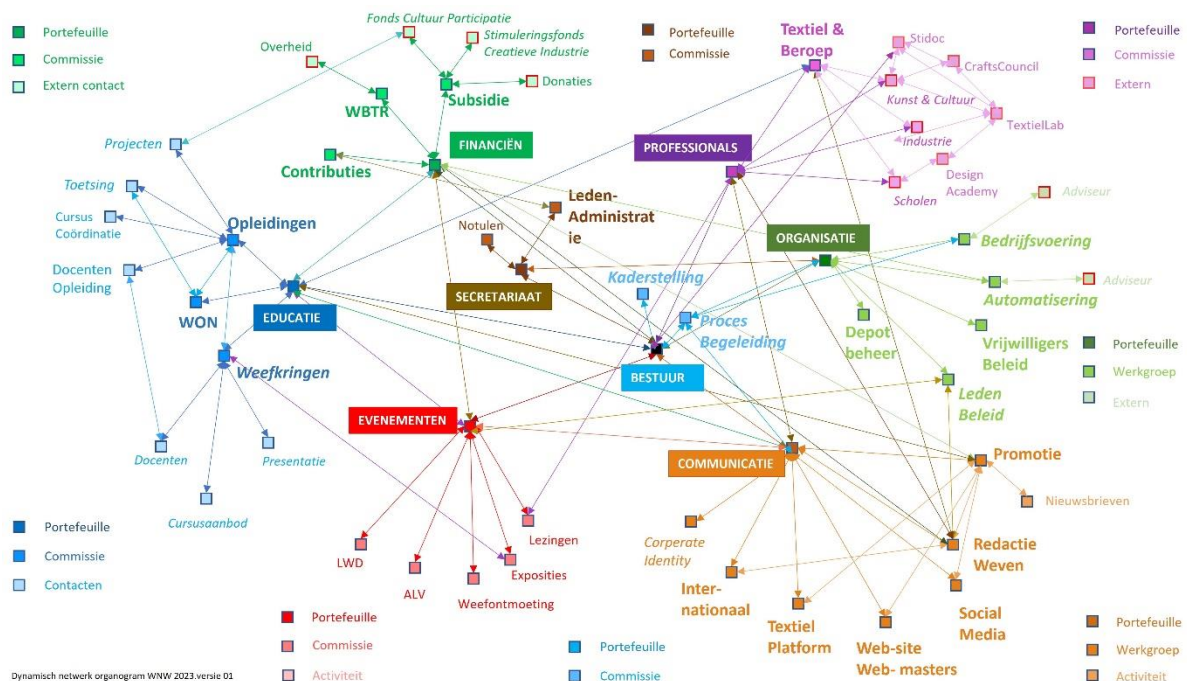 Portefeuille
Commissie
Extern contact
Fonds Cultuur Participatie
Overheid
Stimuleringsfonds
Creatieve Industrie
Donaties
WBTR
Subsidie
FINANCIËN
Contributies
Portefeuille
Commissie
Leden-
Administrat
ie
Notulen
SECRETARIAAT
Textiel &
Beroep
PROFESSIONALS
Stidoc
CraftsCouncil
Kunst & Cultuur
TextielLab
Industrie
Design
Academy
Scholen
Portefeuille
Commissie
Extern
Projecten
Toetsing
Cursus
Coördinatie
Docenten
Opleiding
Opleidingen
WON
EDUCATIE
Weefkringen
Docenten
Presentatie
Cursusaanbod
Portefeuille
Commissie
Contacten
Kaderstelling
Proces
Begeleiding
BESTUUR
Portefeuille
Commissie
ORGANISATIE
Adviseur
Bedrijfsvoering
Adviseur
Automatisering
Depot
beheer
Vrijwilligers
Beleid
Leden
Beleid
Portefeuille
Werkgroep
Extern
EVENEMENTEN
LWD
ALV
Weefontmoeting
Exposities
Lezingen
Portefeuille
Commissie
Activiteit
COMMUNICATIE
Promotie
Nieuwsbrieven
Corperate
Identity
Inter-
nationaal
Textiel
Platform
Web-site
Web- masters
Social
Media
Redactie
Weven
Portefeuille
Werkgroep
Activiteit
Dynamisch netwerk organogram WNW 2023.versie 01